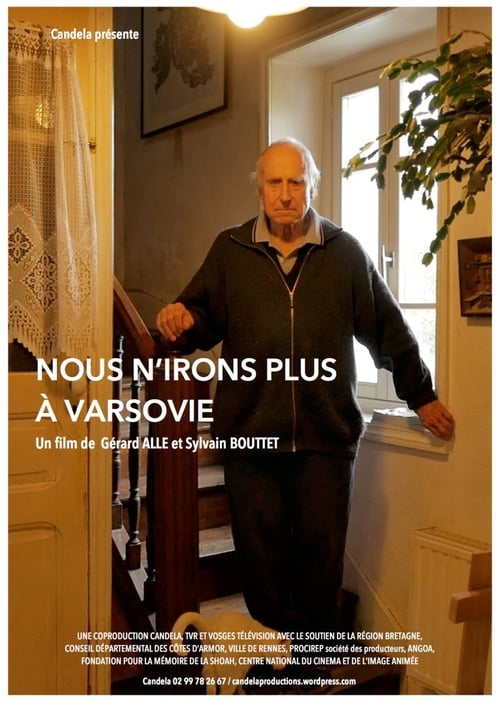 Candela présente
NOUS N'IRONS PLUS
À VARSOVIE
Un film de Gérard ALLE et Sylvain BOUTTET
UNE COPRODUCTION CANDELA, TVR ET VOSGES TÉLÉVISION AVEC LE SOUTIEN DE LA RÉGION BRETAGNE,
CONSEIL DÉPARTEMENTAL DES CÔTES D'ARMOR, VILLE DE RENNES, PROCIREP société des producteurs, ANGOA,
FONDATION POUR LA MÉMOIRE DE LA SHOAH, CENTRE NATIONAL DU CINEMA ET DE L'IMAGE ANIMÉE
Candela 02 99 78 26 67 / candelaproductions.wordpress.com